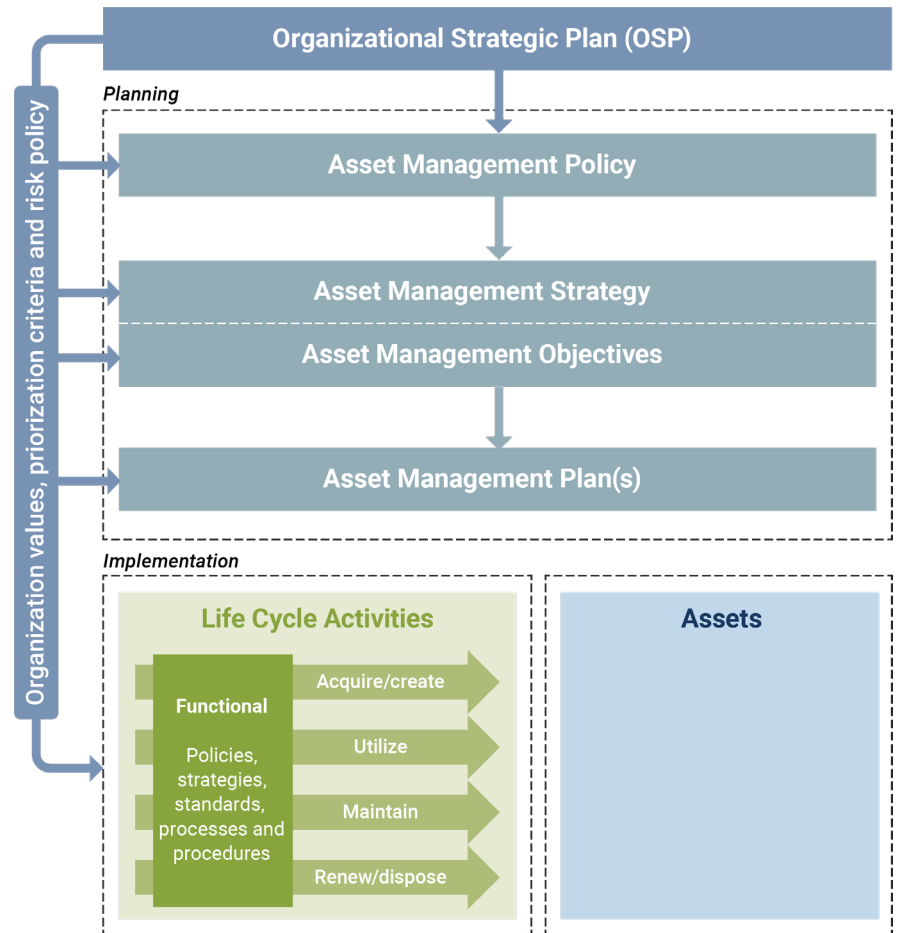 Organizational Strategic Plan (OSP)
Organization values, priorization criteria and risk policy
Planning
Asset Management Policy
Asset Management Strategy
Asset Management Objectives
Asset Management Plan(s)
Implementation
Life Cycle Activities
Functional
Policies,
strategies,
standards,
processes and
procedures
Acquire/create
Utilize
Maintain
Renew/dispose
Assets